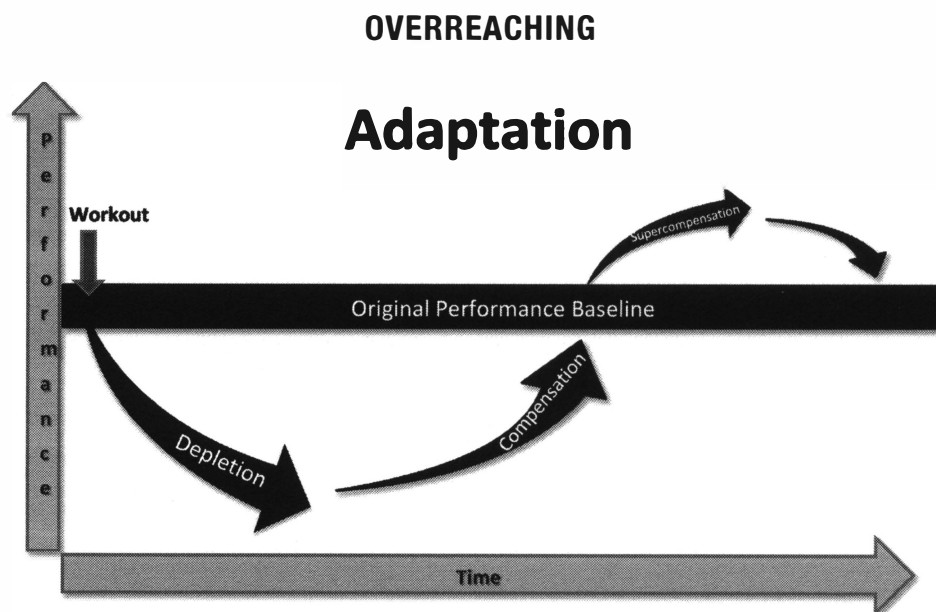 OVERREACHING
Adaptation
Performance
Workout
Supercompensation
Original Performance Baseline
Compensation
Depletion
Time